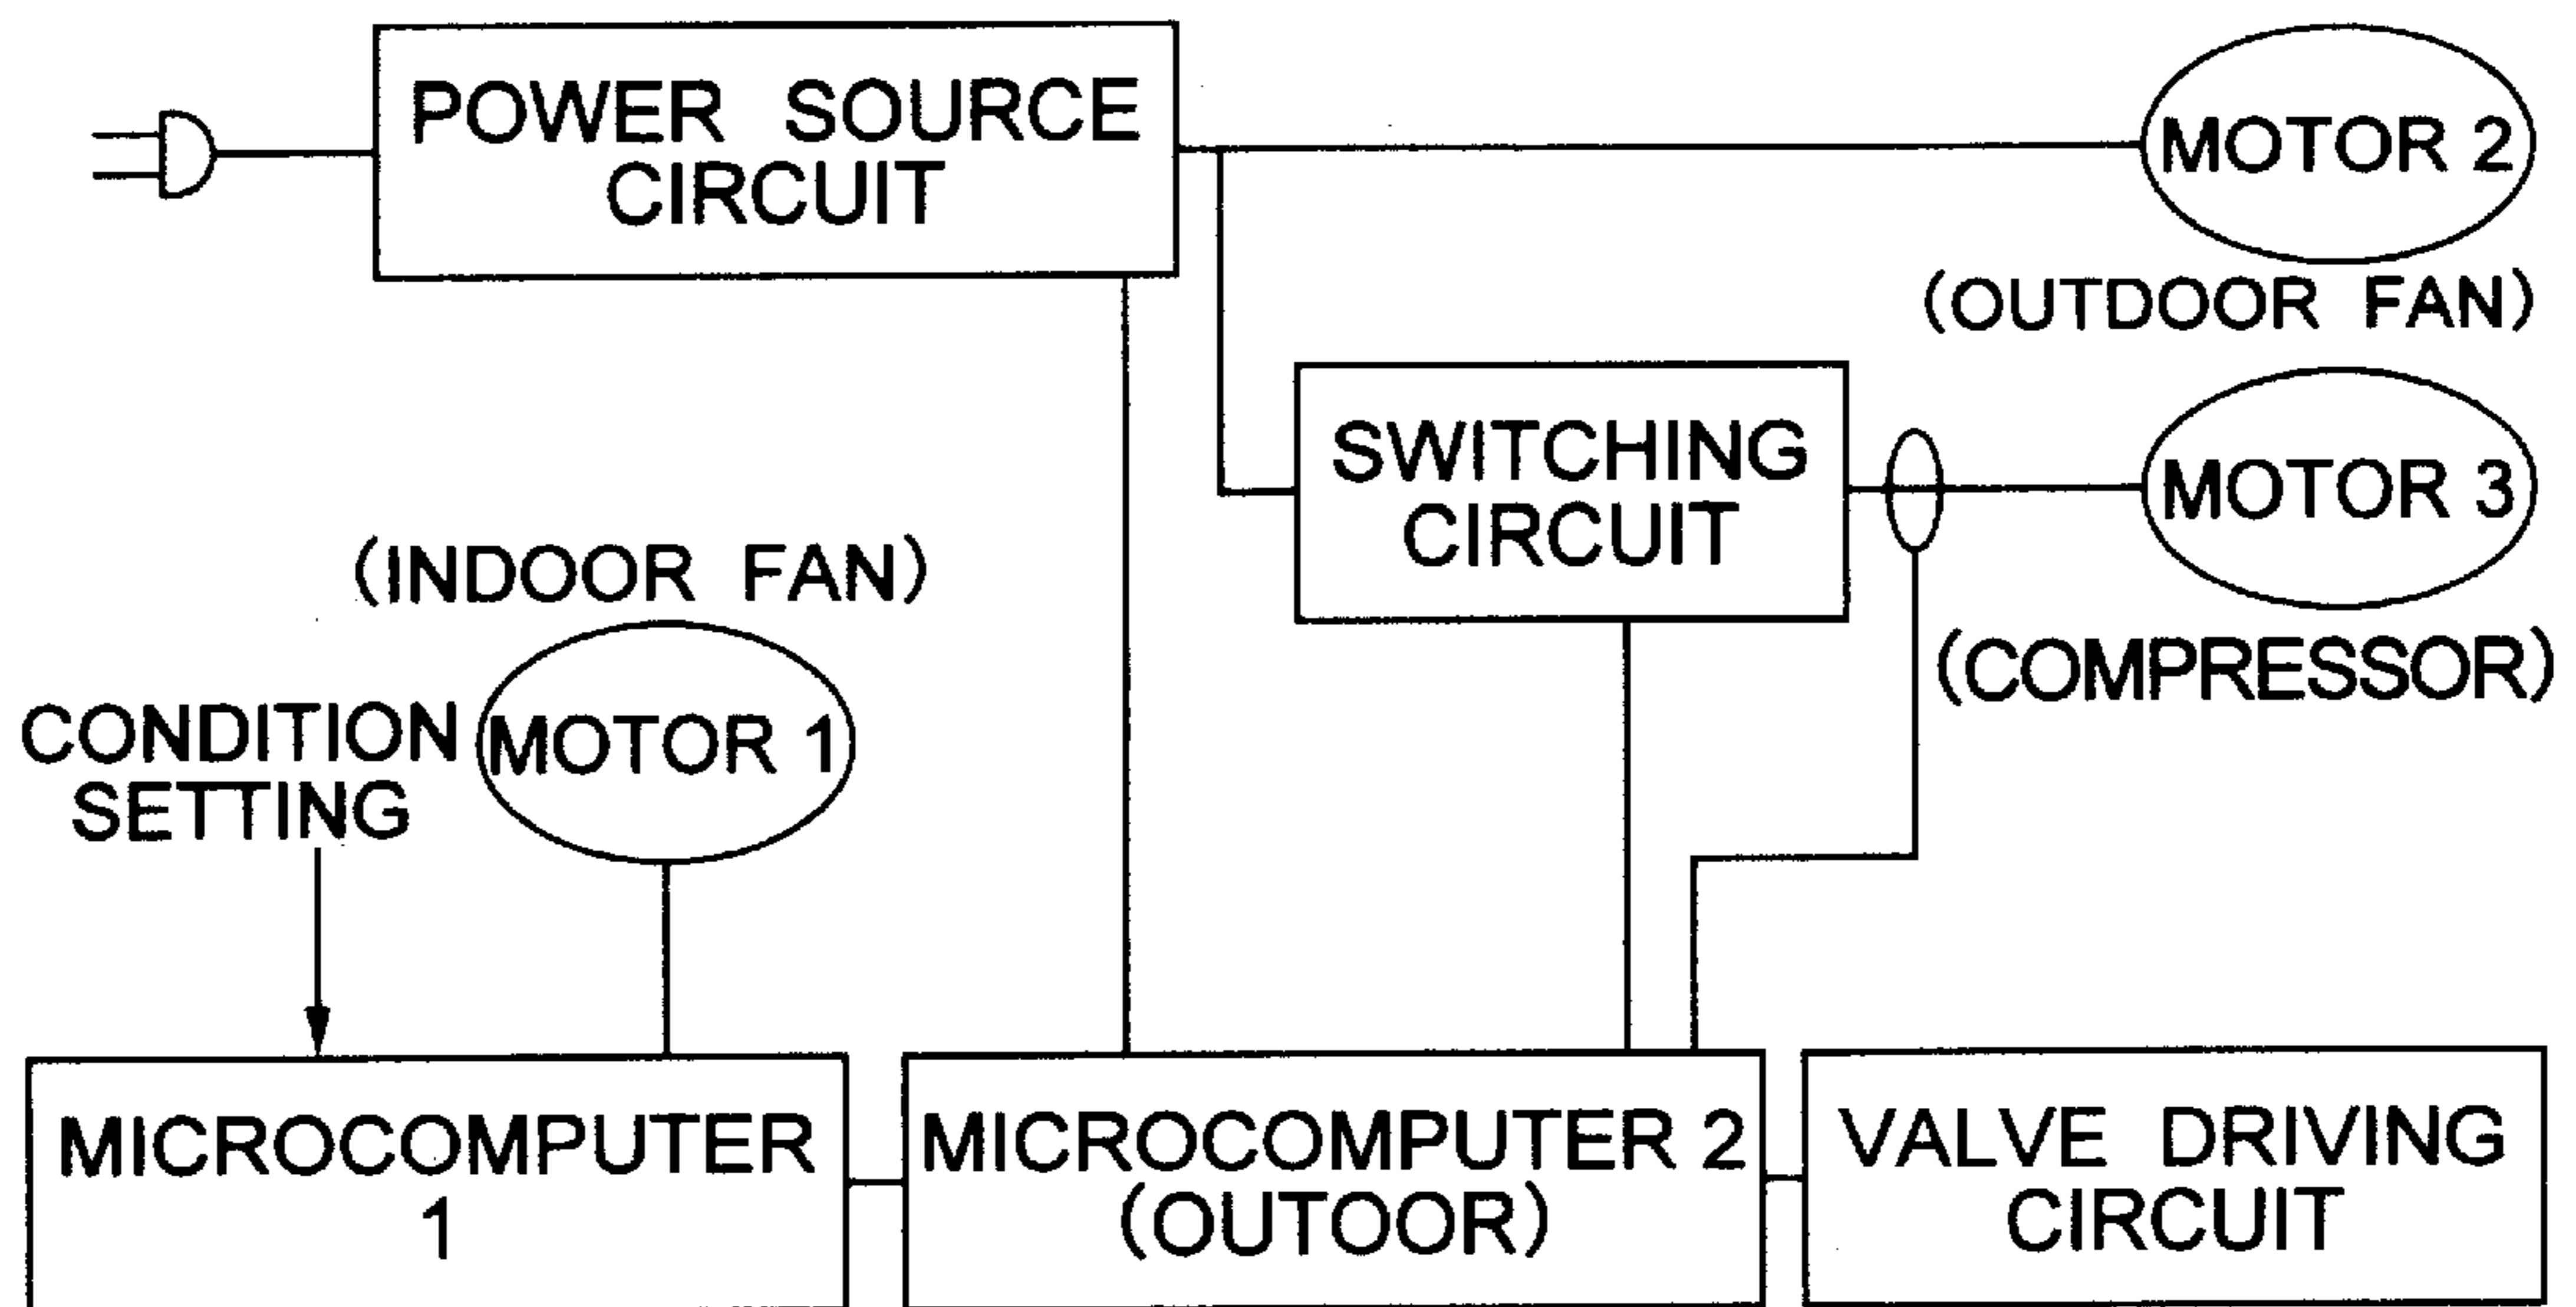 POWER SOURCE
CIRCUIT
MOTOR 2
(OUTDOOR FAN)
SWITCHING
CIRCUIT
MOTOR 3
(COMPRESSOR)
(INDOOR FAN)
MOTOR 1
CONDITION
SETTING
MICROCOMPUTER
1
MICROCOMPUTER 2
(OUTOOR)
VALVE DRIVING
CIRCUIT